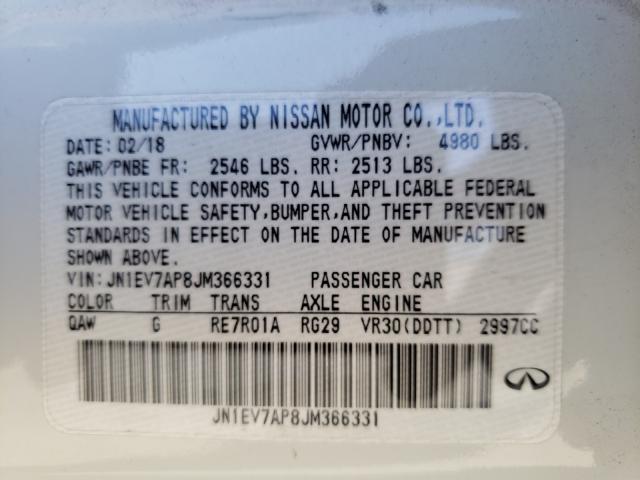 MANUFACTURED BY NISSAN MOTOR CO.,LTD.
DATE: 02/18 GVWR/PNBV: 4980 LBS.
GAWR/PNBE FR: 2546 LBS. RR: 2513 LBS.
THIS VEHICLE CONFORMS TO ALL APPLICABLE FEDERAL
MOTOR VEHICLE SAFETY,BUMPER,AND THEFT PREVENTION
STANDARDS IN EFFECT ON THE DATE OF MANUFACTURE
SHOWN ABOVE.
VIN:JN1EV7AP8JM366331 PASSENGER CAR
COLOR TRIM TRANS AXLE ENGINE
QAW G RE7R01A RG29 VR30(DDTT) 2997CC
JN1EV7AP8JM366331